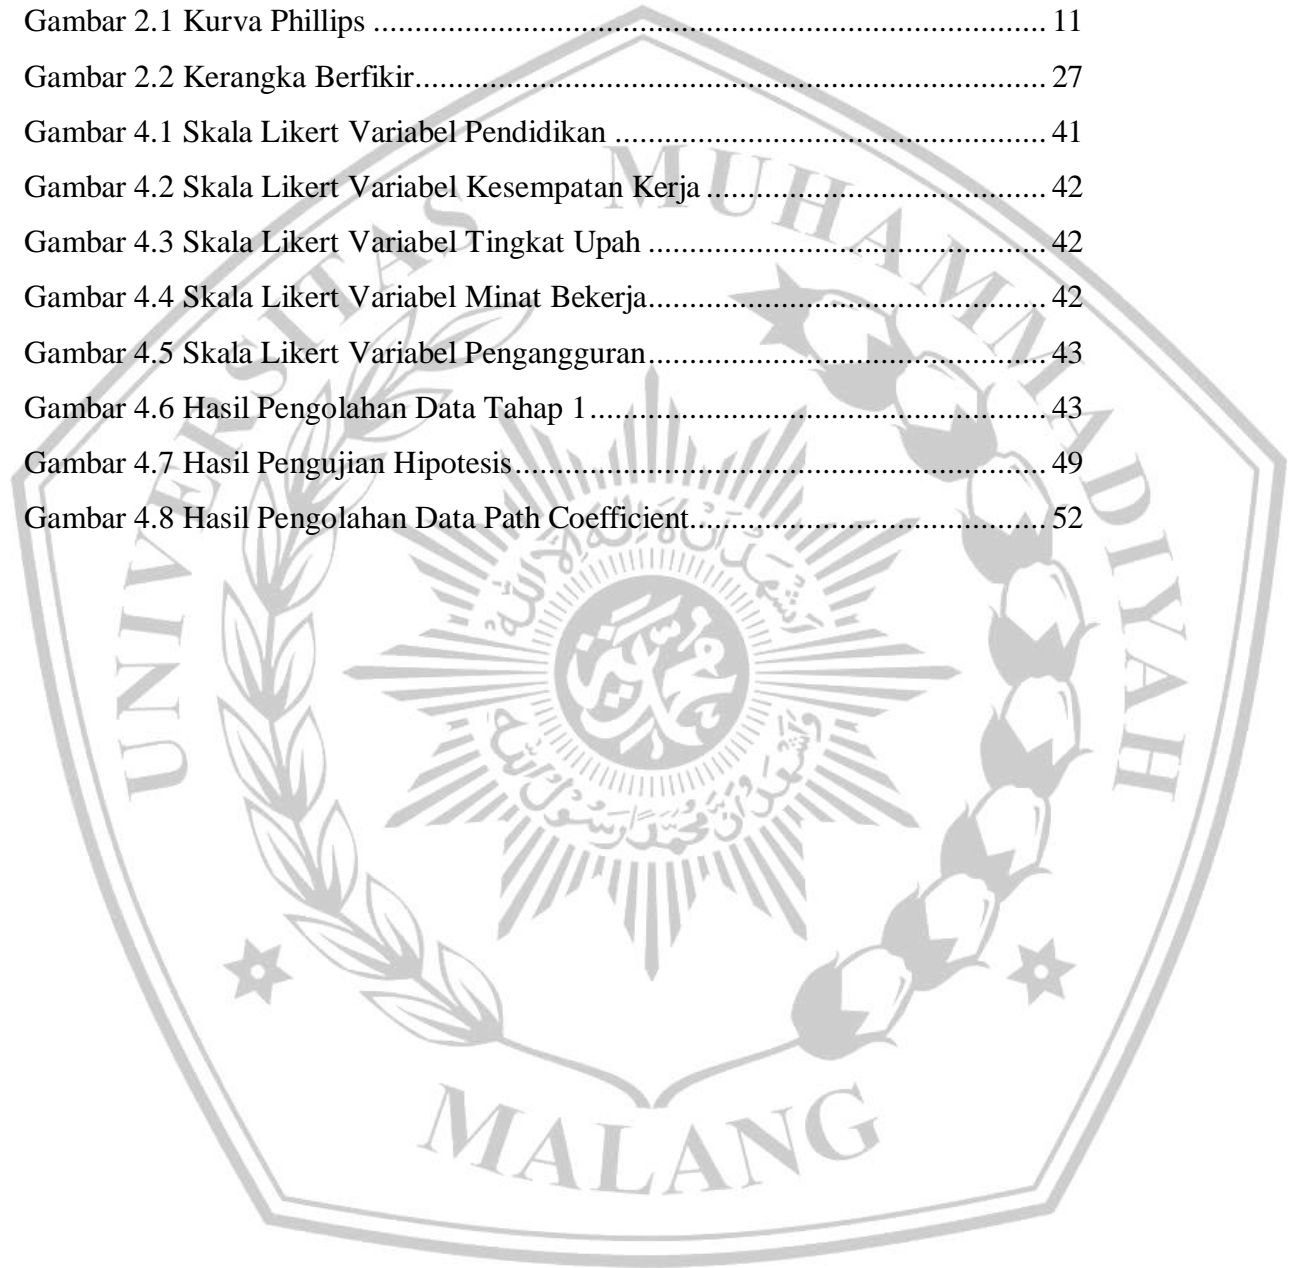 Gambar 2.1 Kurva Phillips ................................................................................. 11
Gambar 2.2 Kerangka Berfikir............................................................................ 27
Gambar 4.1 Skala Likert Variabel Pendidikan .................................................... 41
Gambar 4.2 Skala Likert Variabel Kesempatan Kerja ......................................... 42
Gambar 4.3 Skala Likert Variabel Tingkat Upah ................................................ 42
Gambar 4.4 Skala Likert Variabel Minat Bekerja................................................ 42
Gambar 4.5 Skala Likert Variabel Pengangguran................................................ 43
Gambar 4.6 Hasil Pengolahan Data Tahap 1....................................................... 43
Gambar 4.7 Hasil Pengujian Hipotesis................................................................ 49
Gambar 4.8 Hasil Pengolahan Data Path Coefficient........................................... 52
UNIVERSITAS MUHAMMADIYAH
MALANG